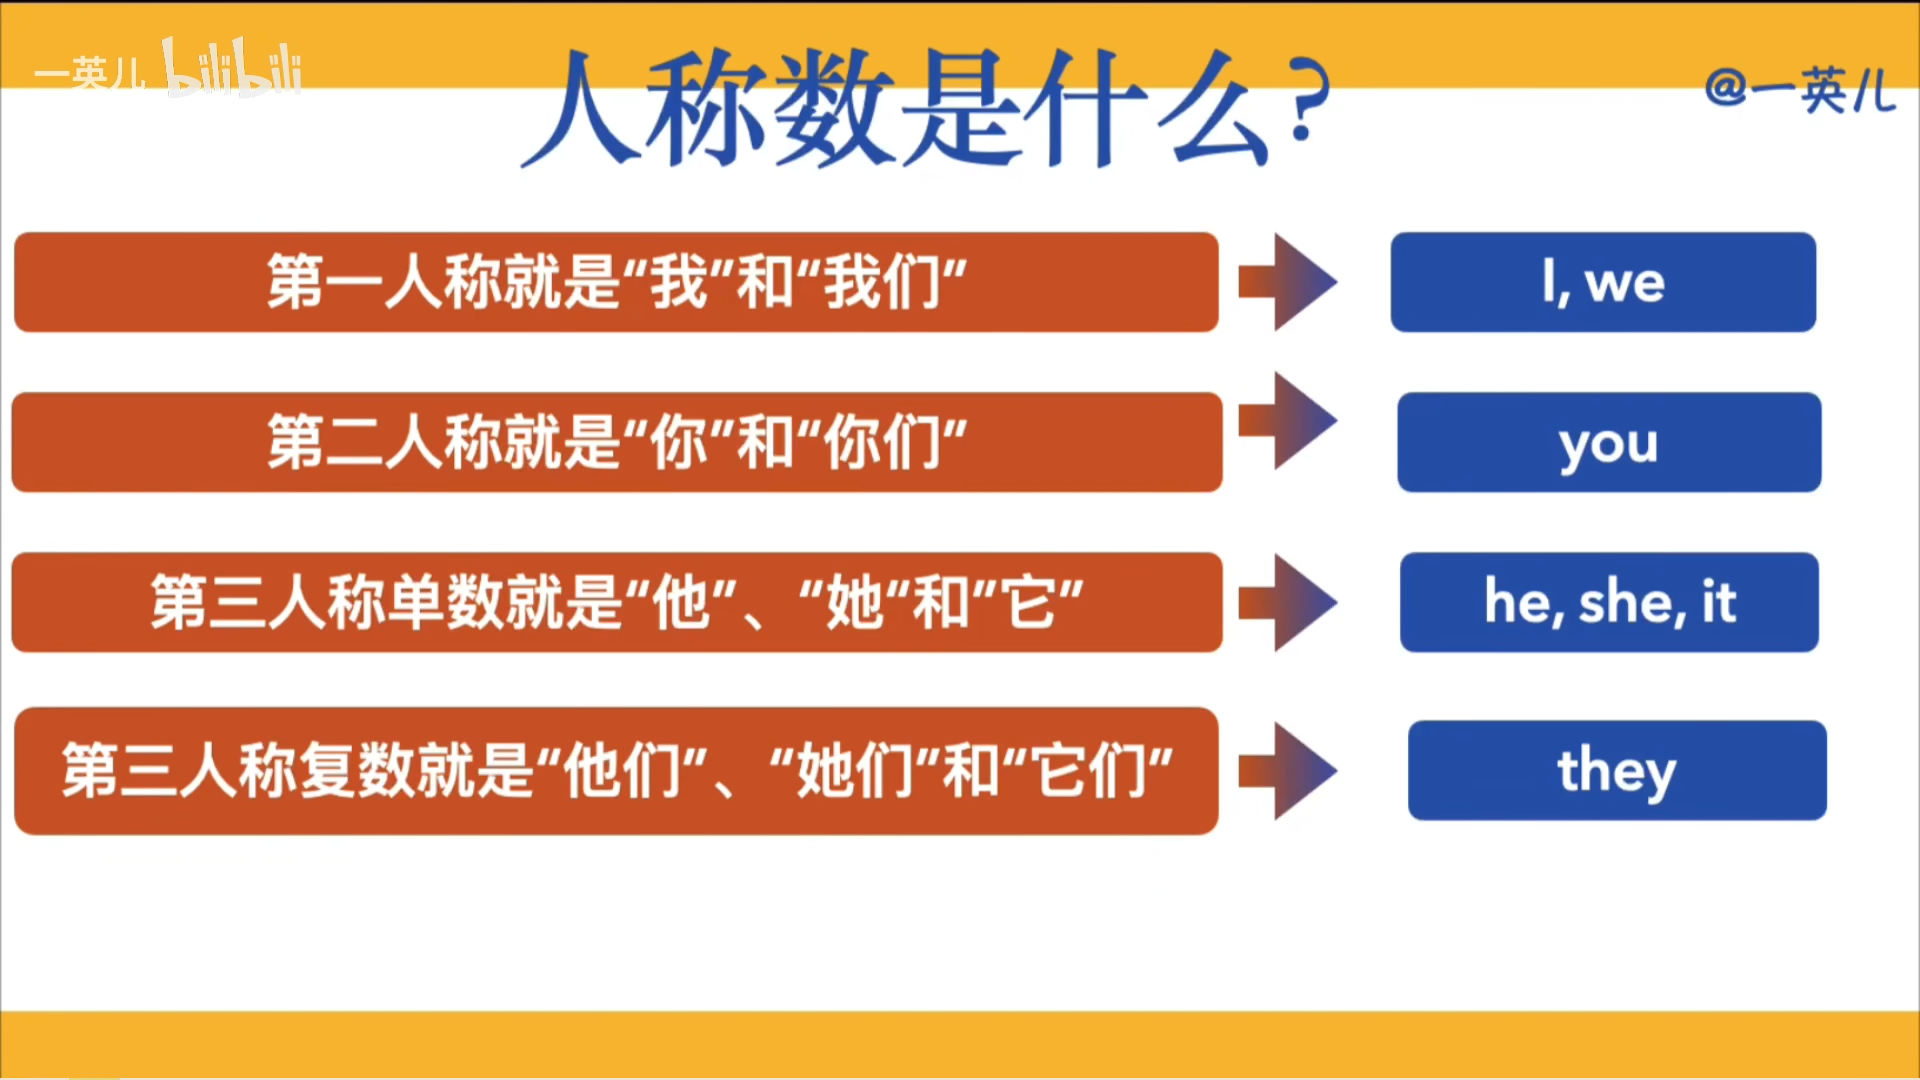 一英儿 bilibili
人称数是什么?
@一英儿
第一人称就是“我”和“我们”
I, we
第二人称就是“你”和“你们”
you
第三人称单数就是“他”、“她“和”它”
he, she, it
第三人称复数就是“他们”、“她们”和“它们”
they